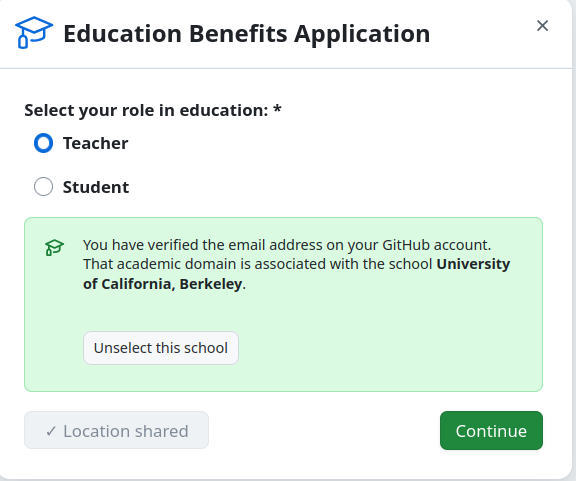 Education Benefits Application
×
Select your role in education: *
Teacher
Student
You have verified the email address on your GitHub account.
That academic domain is associated with the school University
of California, Berkeley.
Unselect this school
✓ Location shared
Continue